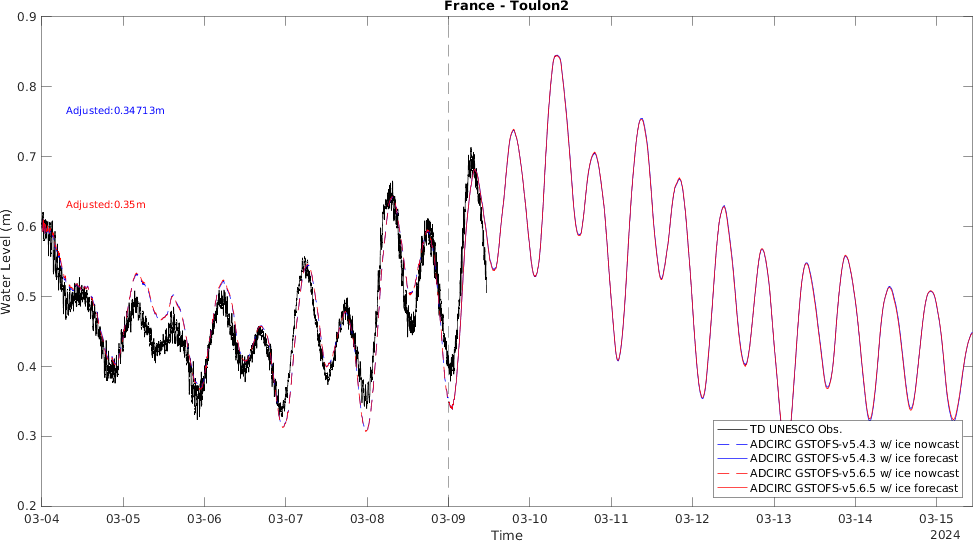 France - Toulon2
0.9
0.8
0.7
0.6
0.5
0.4
0.3
0.2
Water Level (m)
Adjusted:0.34713m
Adjusted:0.35m
TD UNESCO Obs.
ADCIRC GSTOFS-v5.4.3 w/ ice nowcast
ADCIRC GSTOFS-v5.4.3 w/ ice forecast
ADCIRC GSTOFS-v5.6.5 w/ ice nowcast
ADCIRC GSTOFS-v5.6.5 w/ ice forecast
03-04 03-05 03-06 03-07 03-08 03-09 03-10 03-11 03-12 03-13 03-14 03-15
Time
2024